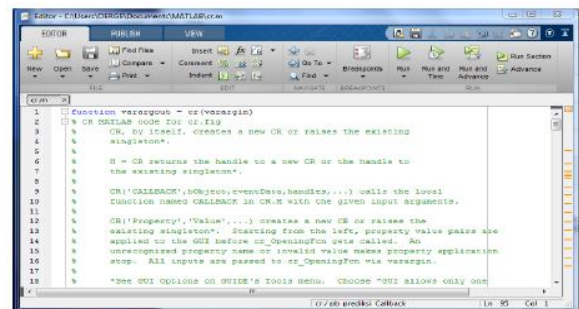 Editor - C:\Users\DERGE\Documents\MATLAB\cr.m
EDITOR PUBLISH VIEW
New Open Save Find Files Compare Print
Insert Comment Indent
Go To Find
Breakpoints
Run Run and Time Run and Advance Run Section Advance
FILE EDIT NAVIGATE BREAKPOINTS RUN
cr.m
1 function varargout = cr(varargin)
2 % CR MATLAB code for cr.fig
3 % CR, by itself, creates a new CR or raises the existing
4 % singleton*.
5 %
6 % H = CR returns the handle to a new CR or the handle to
7 % the existing singleton*.
8 %
9 % CR('CALLBACK',hObject,eventData,handles,...) calls the local
10 % function named CALLBACK in CR.M with the given input arguments.
11 %
12 % CR('Property','Value',...) creates a new CR or raises the
13 % existing singleton*. Starting from the left, property value pairs are
14 % applied to the GUI before cr_OpeningFcn gets called. An
15 % unrecognized property name or invalid value makes property application
16 % stop. All inputs are passed to cr_OpeningFcn via varargin.
17 %
18 % *See GUI Options on GUIDE's Tools menu. Choose "GUI allows only one
cr / pb prediksi Callback Ln 95 Col 1